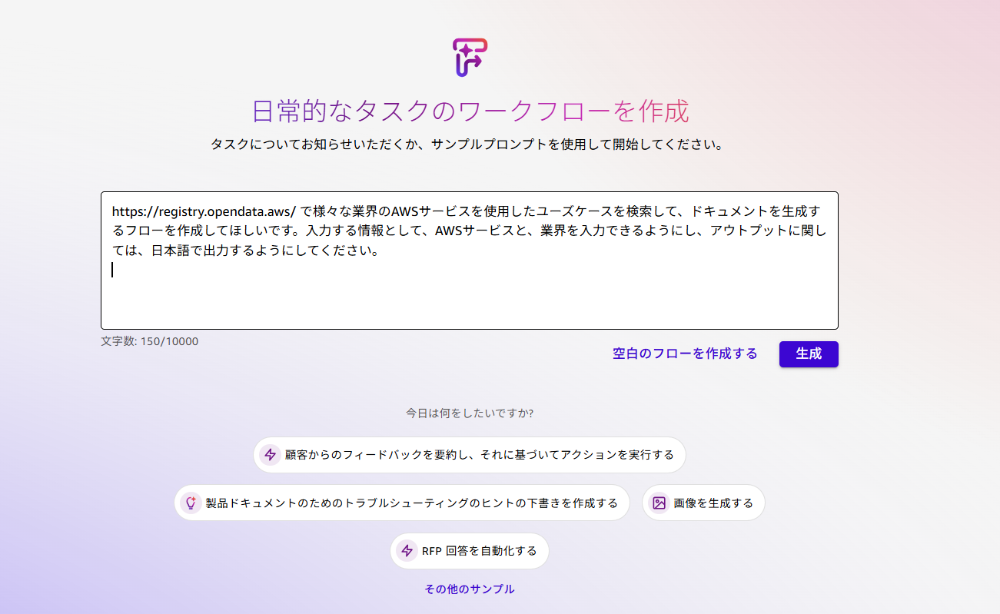 日常的なタスクのワークフローを作成
タスクについてお知らせいただくか、サンプルプロンプトを使用して開始してください。
https://registry.opendata.aws/ で様々な業界のAWSサービスを使用したユーズケースを検索して、ドキュメントを生成す
るフローを作成してほしいです。入力する情報として、AWSサービスと、業界を入力できるようにし、アウトプットに関し
ては、日本語で出力するようにしてください。
文字数: 150/10000
空白のフローを作成する
生成
今日は何をしたいですか?
顧客からのフィードバックを要約し、それに基づいてアクションを実行する
製品ドキュメントのためのトラブルシューティングのヒントの下書きを作成する
画像を生成する
RFP 回答を自動化する
その他のサンプル